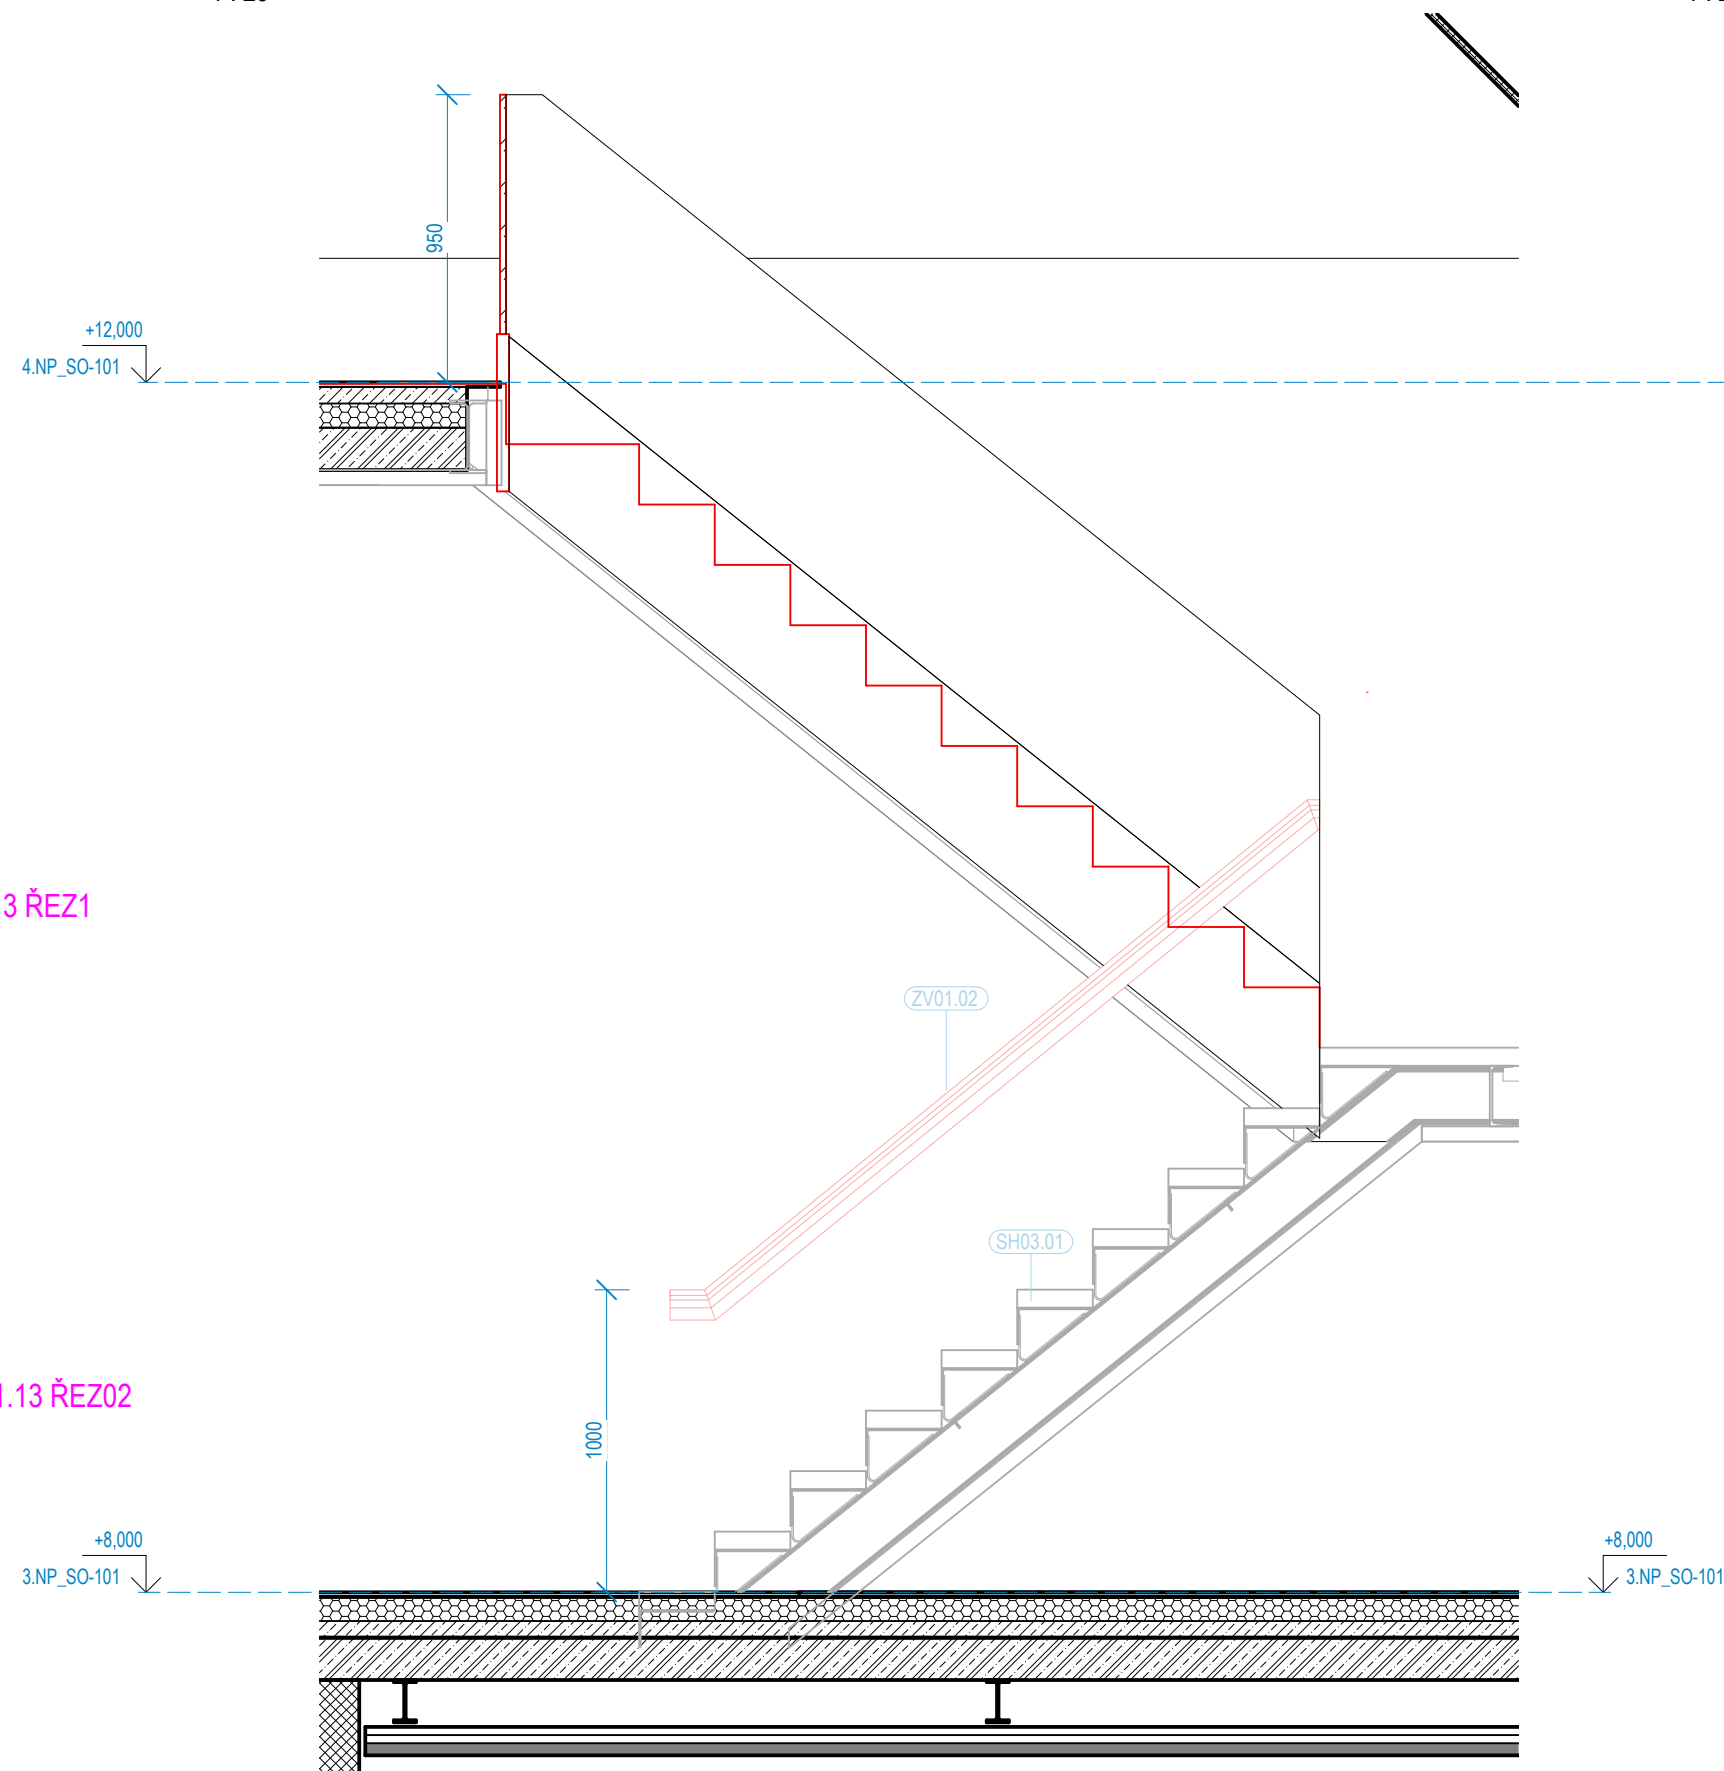 950
+12,000
4.NP_SO-101
3 ŘEZ1
ZV01.02
SH03.01
.13 ŘEZ02
1000
+8,000
3.NP_SO-101
+8,000
3.NP_SO-101